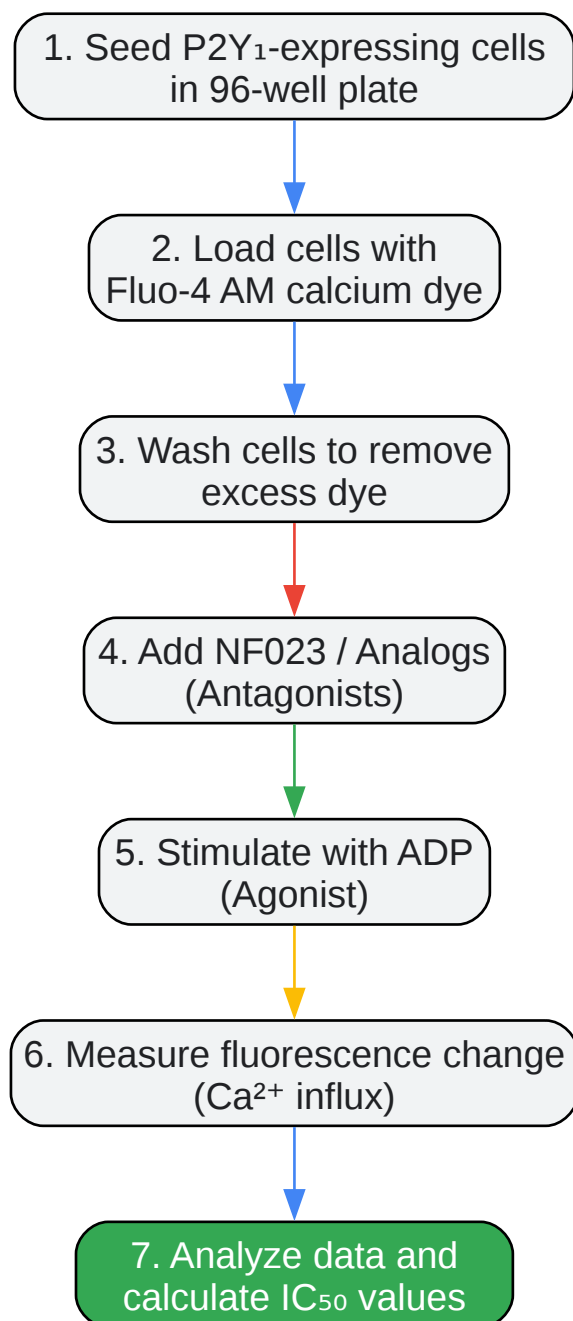 1. Seed P2Y₁-expressing cells
in 96-well plate
2. Load cells with
Fluo-4 AM calcium dye
3. Wash cells to remove
excess dye
4. Add NF023 / Analogs
(Antagonists)
5. Stimulate with ADP
(Agonist)
6. Measure fluorescence change
(Ca²⁺ influx)
7. Analyze data and
calculate IC₅₀ values